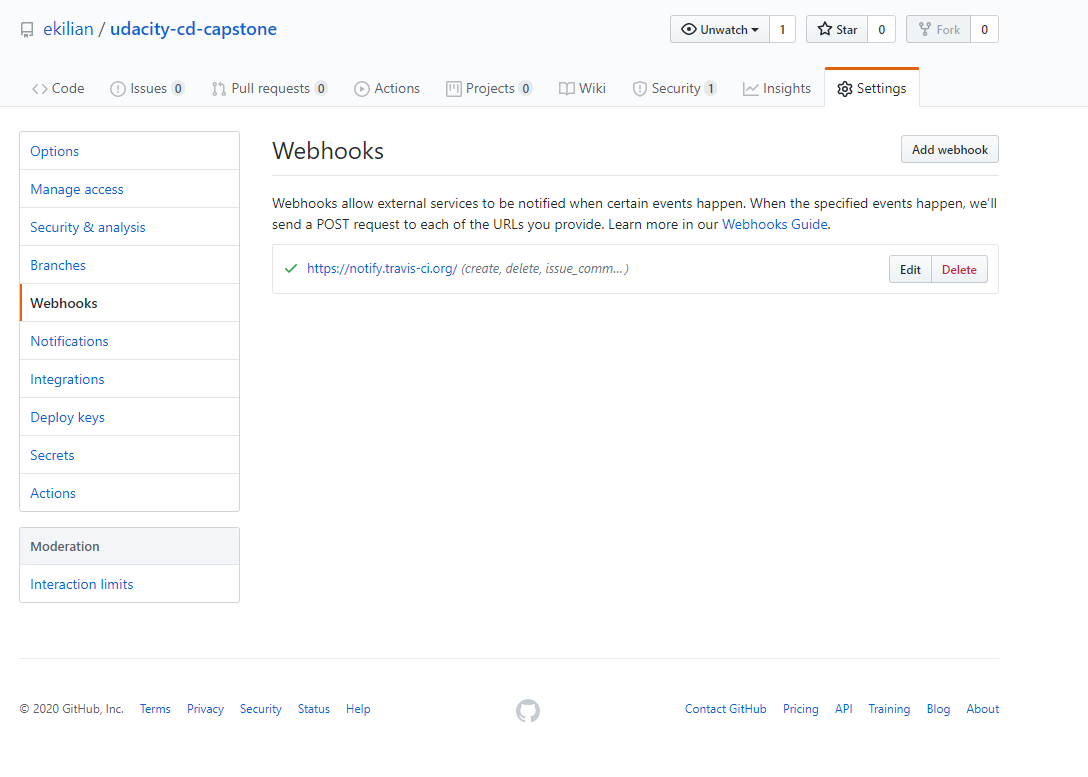 ekilian / udacity-cd-capstone
Unwatch 1 Star 0 Fork 0
Code Issues 0 Pull requests 0 Actions Projects 0 Wiki Security 1 Insights Settings
Options
Manage access
Security & analysis
Branches
Webhooks
Notifications
Integrations
Deploy keys
Secrets
Actions
Moderation
Interaction limits
Webhooks
Add webhook
Webhooks allow external services to be notified when certain events happen. When the specified events happen, we'll
send a POST request to each of the URLs you provide. Learn more in our Webhooks Guide.
https://notify.travis-ci.org/ (create, delete, issue_comm...) Edit Delete
© 2020 GitHub, Inc. Terms Privacy Security Status Help Contact GitHub Pricing API Training Blog About